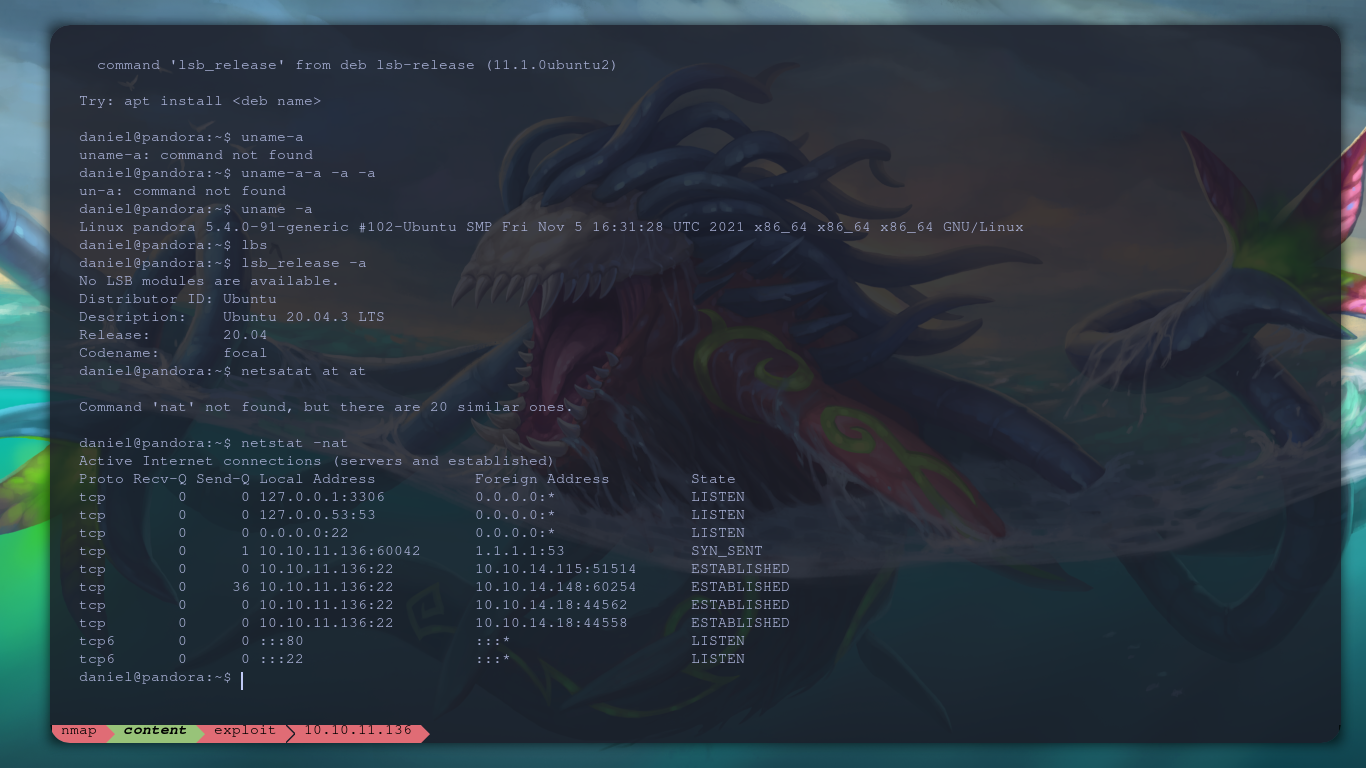 command 'lsb_release' from deb lsb-release (11.1.0ubuntu2)
Try: apt install <deb name>
daniel@pandora:~$ uname-a
uname-a: command not found
daniel@pandora:~$ uname-a-a -a -a
un-a: command not found
daniel@pandora:~$ uname -a
Linux pandora 5.4.0-91-generic #102-Ubuntu SMP Fri Nov 5 16:31:28 UTC 2021 x86_64 x86_64 x86_64 GNU/Linux
daniel@pandora:~$ lbs
daniel@pandora:~$ lsb_release -a
No LSB modules are available.
Distributor ID: Ubuntu
Description:    Ubuntu 20.04.3 LTS
Release:        20.04
Codename:       focal
daniel@pandora:~$ netsatat at at
Command 'nat' not found, but there are 20 similar ones.
daniel@pandora:~$ netstat -nat
Active Internet connections (servers and established)
Proto Recv-Q Send-Q Local Address           Foreign Address         State
tcp        0      0 127.0.0.1:3306          0.0.0.0:*               LISTEN
tcp        0      0 127.0.0.53:53           0.0.0.0:*               LISTEN
tcp        0      0 0.0.0.0:22              0.0.0.0:*               LISTEN
tcp        0      1 10.10.11.136:60042      1.1.1.1:53              SYN_SENT
tcp        0      0 10.10.11.136:22         10.10.14.115:51514      ESTABLISHED
tcp        0     36 10.10.11.136:22         10.10.14.148:60254      ESTABLISHED
tcp        0      0 10.10.11.136:22         10.10.14.18:44562       ESTABLISHED
tcp        0      0 10.10.11.136:22         10.10.14.18:44558       ESTABLISHED
tcp6       0      0 :::80                   :::*                    LISTEN
tcp6       0      0 :::22                   :::*                    LISTEN
daniel@pandora:~$
nmap content exploit 10.10.11.136